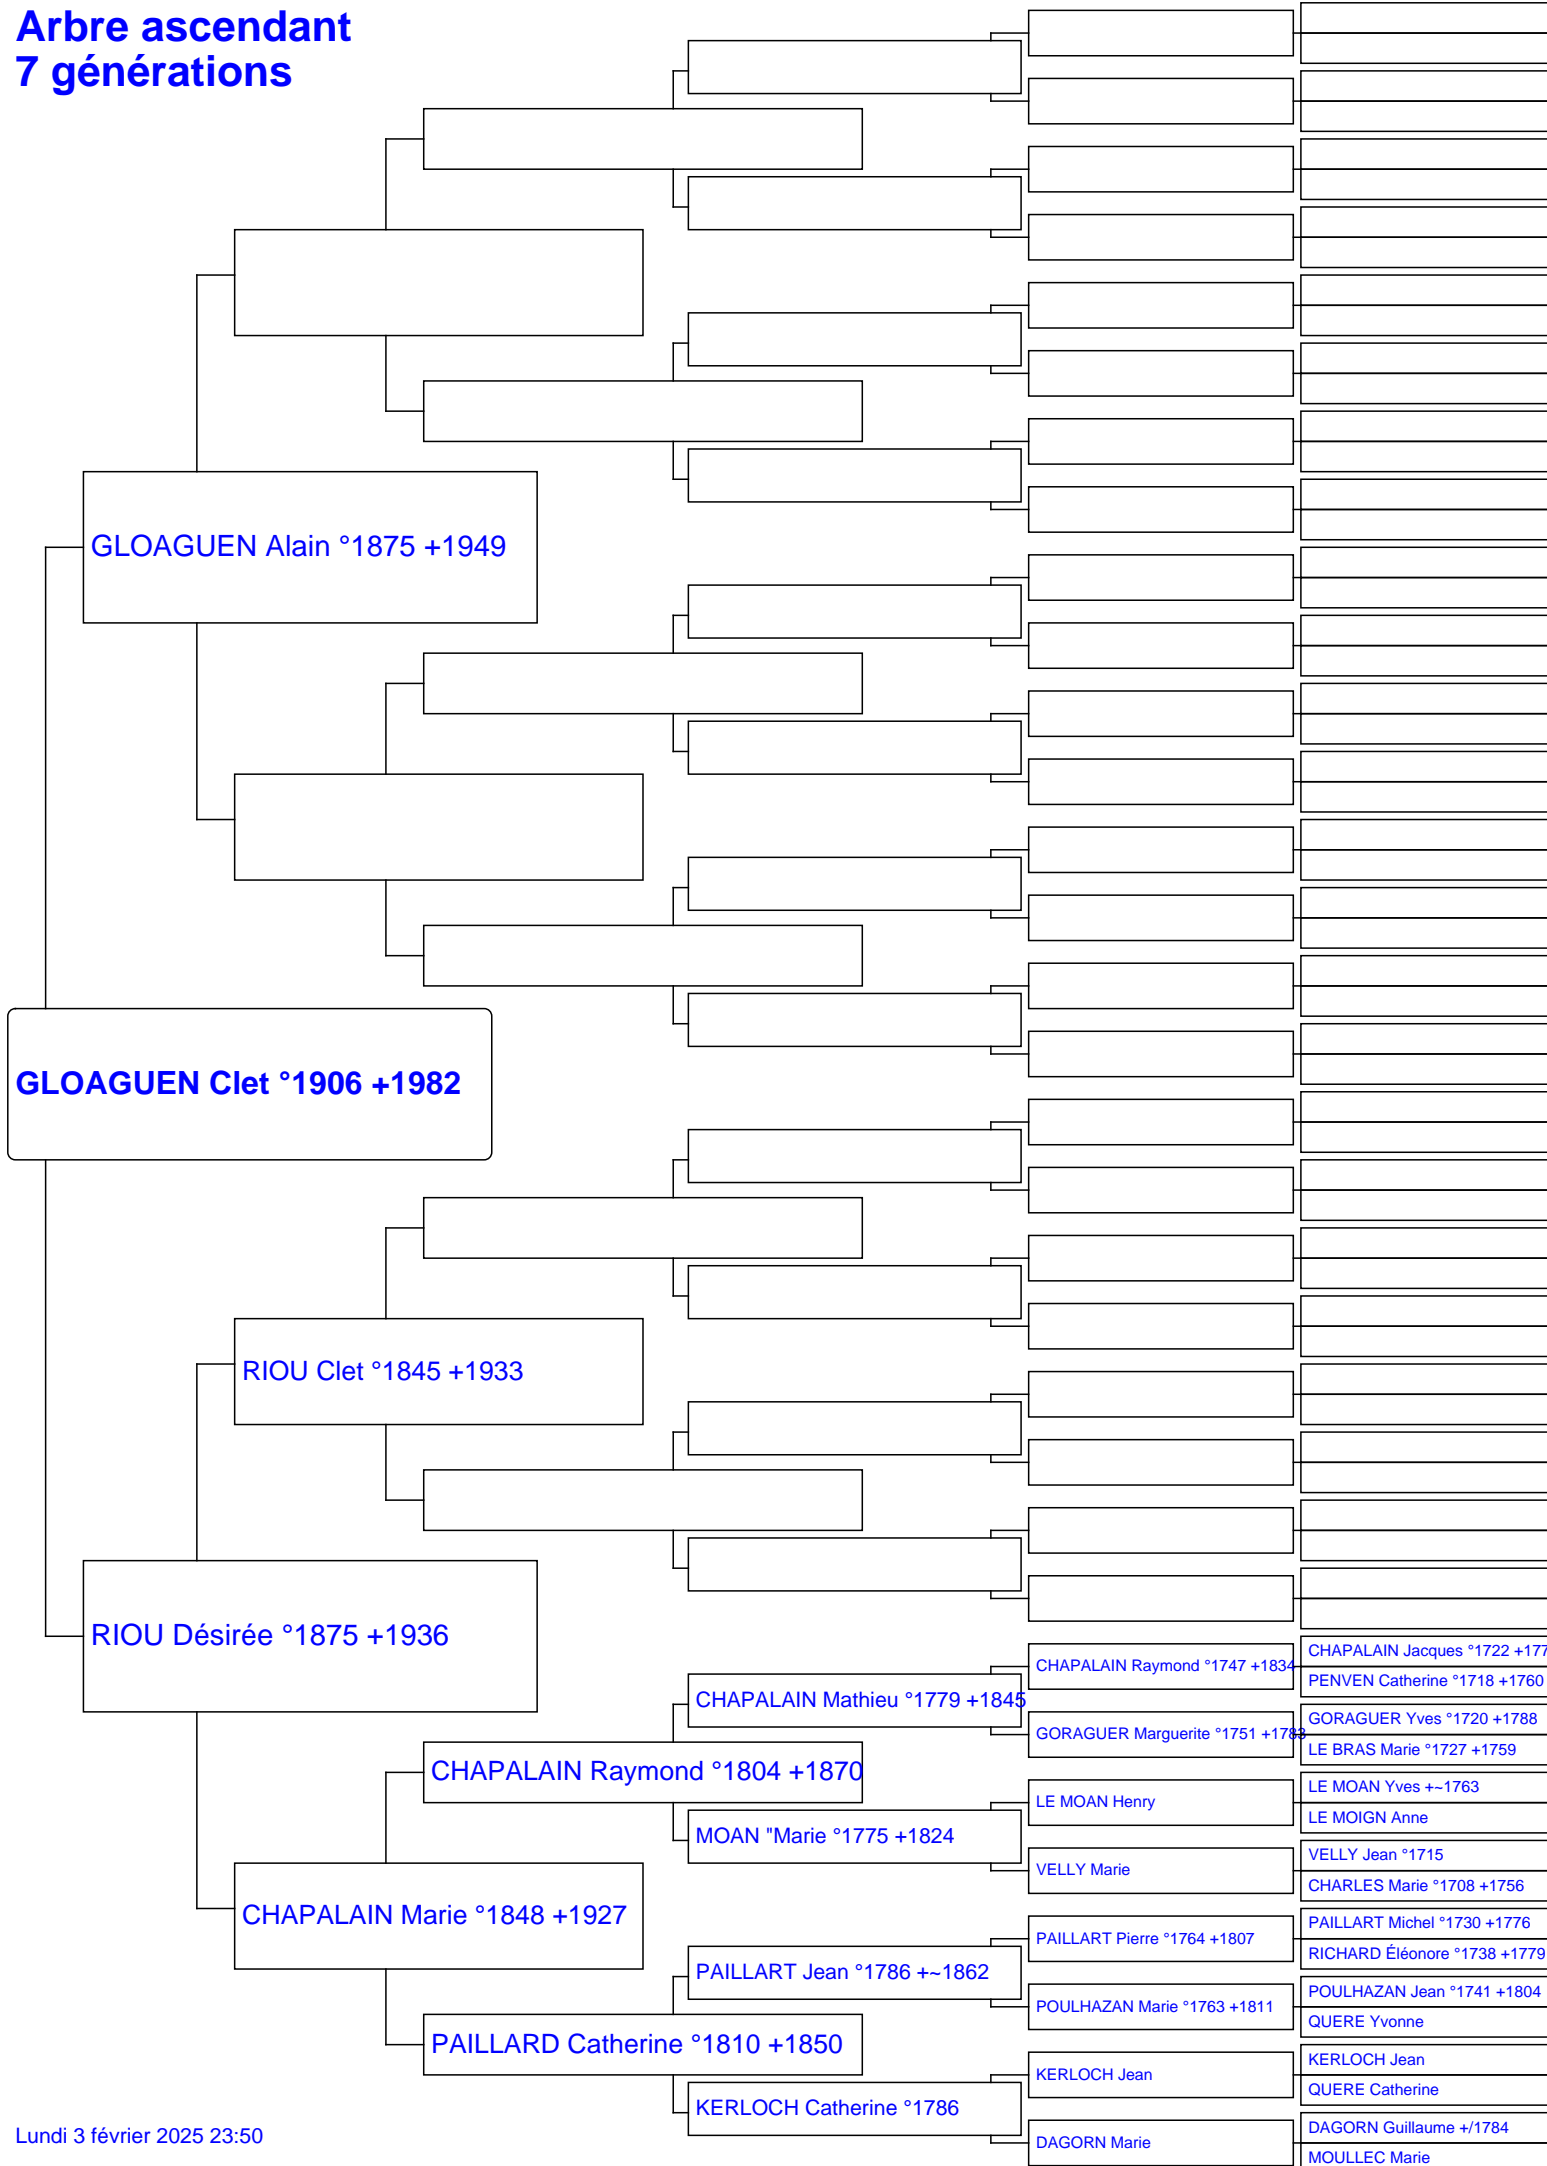 Arbre ascendant
7 générations
GLOAGUEN Alain °1875 +1949
GLOAGUEN Clet °1906 +1982
RIOU Clet °1845 +1933
RIOU Désirée °1875 +1936
CHAPALAIN Jacques °1722 +177
CHAPALAIN Raymond °1747 +1834
PENVEN Catherine °1718 +1760
CHAPALAIN Mathieu °1779 +1845
GORAGUER Yves °1720 +1788
GORAGUER Marguerite °1751 +1783
LE BRAS Marie °1727 +1759
CHAPALAIN Raymond °1804 +1870
LE MOAN Yves +~1763
LE MOAN Henry
LE MOIGN Anne
MOAN "Marie °1775 +1824
VELLY Jean °1715
VELLY Marie
CHARLES Marie °1708 +1756
CHAPALAIN Marie °1848 +1927
PAILLART Michel °1730 +1776
PAILLART Pierre °1764 +1807
RICHARD Éléonore °1738 +1779
PAILLART Jean °1786 +~1862
POULHAZAN Jean °1741 +1804
POULHAZAN Marie °1763 +1811
QUERE Yvonne
PAILLARD Catherine °1810 +1850
KERLOCH Jean
KERLOCH Jean
QUERE Catherine
KERLOCH Catherine °1786
DAGORN Guillaume +/1784
DAGORN Marie
MOULLEC Marie
Lundi 3 février 2025 23:50